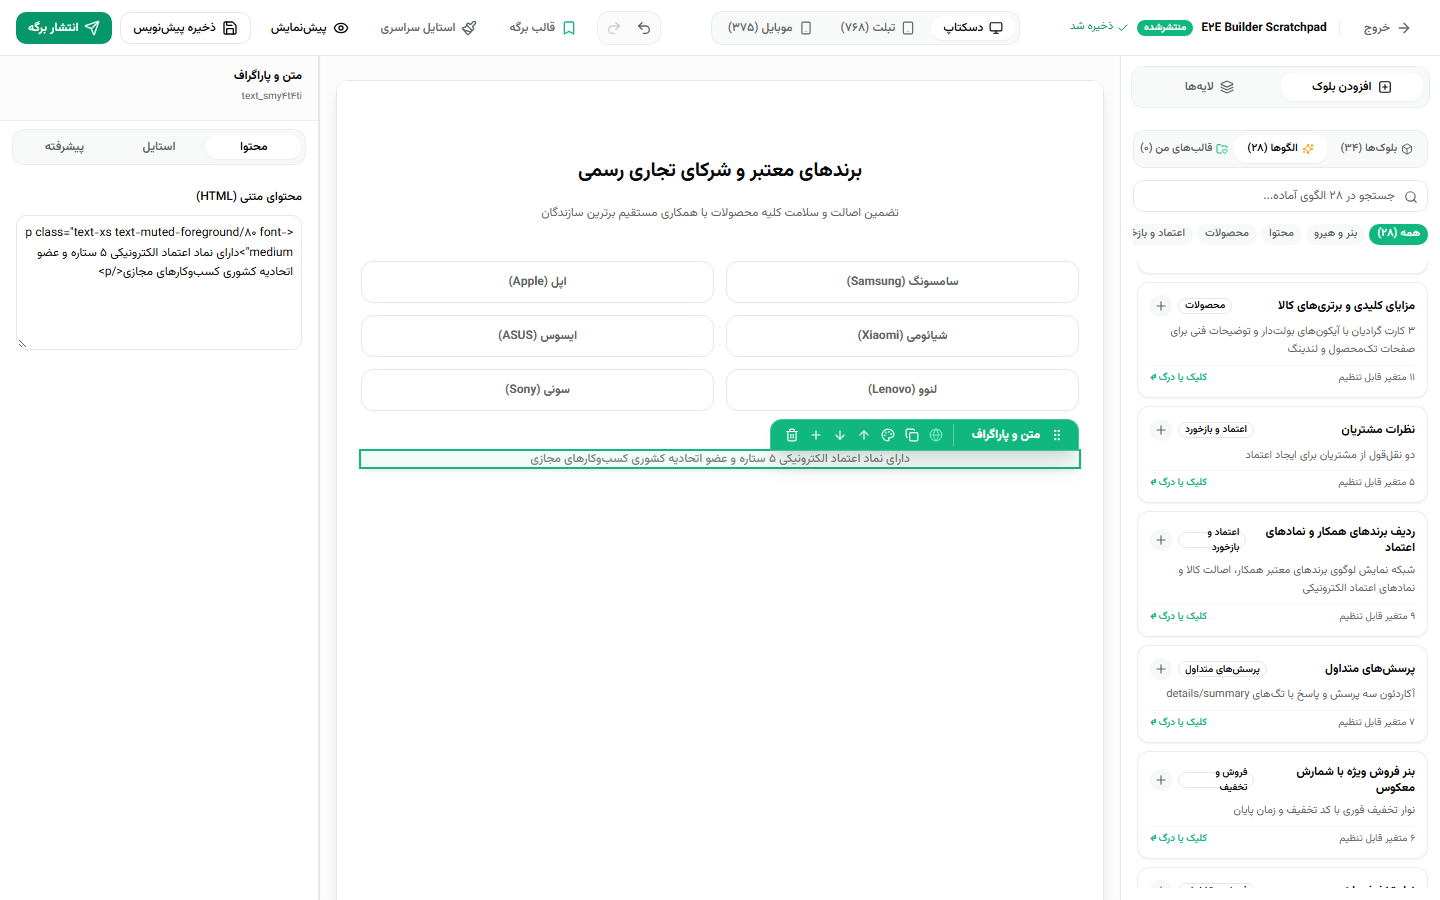 خروج
E۲E Builder Scratchpad
منتشرشده
ذخیره شد
دسکتاپ
تبلت (۷۶۸)
موبایل (۳۷۵)
قالب برگه
استایل سراسری
پیش‌نمایش
ذخیره پیش‌نویس
انتشار برگه
افزودن بلوک
لایه‌ها
بلوک‌ها (۳۴)
الگوها (۲۸)
قالب‌های من (۰)
جستجو در ۲۸ الگوی آماده...
همه (۲۸)
بنر و هیرو
محتوا
محصولات
اعتماد و بازخ
مزایای کلیدی و برتری‌های کالا
محصولات
۳ کارت گرادیان با آیکون‌های بولت‌دار و توضیحات فنی برای
صفحات تک‌محصول و لندینگ
۱۱ متغیر قابل تنظیم
کلیک یا درگ
نظرات مشتریان
اعتماد و بازخورد
دو نقل‌قول از مشتریان برای ایجاد اعتماد
۵ متغیر قابل تنظیم
کلیک یا درگ
ردیف برندهای همکار و نمادهای
اعتماد
اعتماد و
بازخورد
شبکه نمایش لوگوی برندهای معتبر همکار، اصالت کالا و
نمادهای اعتماد الکترونیکی
۹ متغیر قابل تنظیم
کلیک یا درگ
پرسش‌های متداول
پرسش‌های متداول
آکاردئون سه پرسش و پاسخ با تگ‌های details/summary
۷ متغیر قابل تنظیم
کلیک یا درگ
بنر فروش ویژه با شمارش
معکوس
فروش و
تخفیف
نوار تخفیف فوری با کد تخفیف و زمان پایان
۶ متغیر قابل تنظیم
کلیک یا درگ
برندهای معتبر و شرکای تجاری رسمی
تضمین اصالت و سلامت کلیه محصولات با همکاری مستقیم برترین سازندگان
سامسونگ (Samsung)
اپل (Apple)
شیائومی (Xiaomi)
ایسوس (ASUS)
لنوو (Lenovo)
سونی (Sony)
متن و پاراگراف
دارای نماد اعتماد الکترونیکی ۵ ستاره و عضو اتحادیه کشوری کسب‌وکارهای مجازی
متن و پاراگراف
text_smy۴t۴ti
محتوا
استایل
پیشرفته
محتوای متنی (HTML)
<p class="text-xs text-muted-foreground/۸۰ font-
medium">دارای نماد اعتماد الکترونیکی ۵ ستاره و عضو
اتحادیه کشوری کسب‌وکارهای مجازی</p>